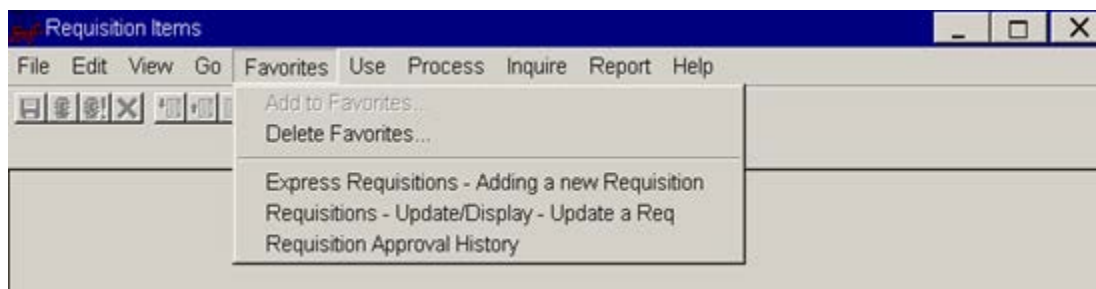 Requisition Items
File Edit View Go Favorites Use Process Inquire Report Help
Add to Favorites...
Delete Favorites...
Express Requisitions - Adding a new Requisition
Requisitions - Update/Display - Update a Req
Requisition Approval History